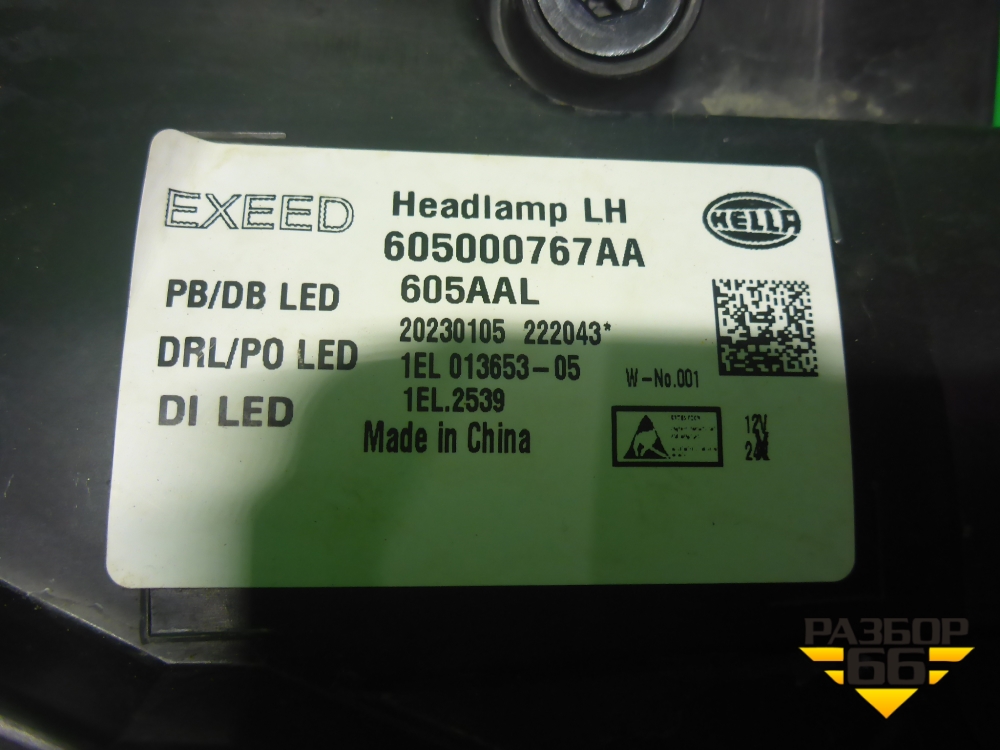 EXEED
Headlamp LH
HELLA
605000767AA
PB/DB LED
605AAL
20230105 222043*
DRL/PO LED
1EL 013653-05
W-No.001
DI LED
1EL.2539
12V
Made in China
РАЗБОР
66